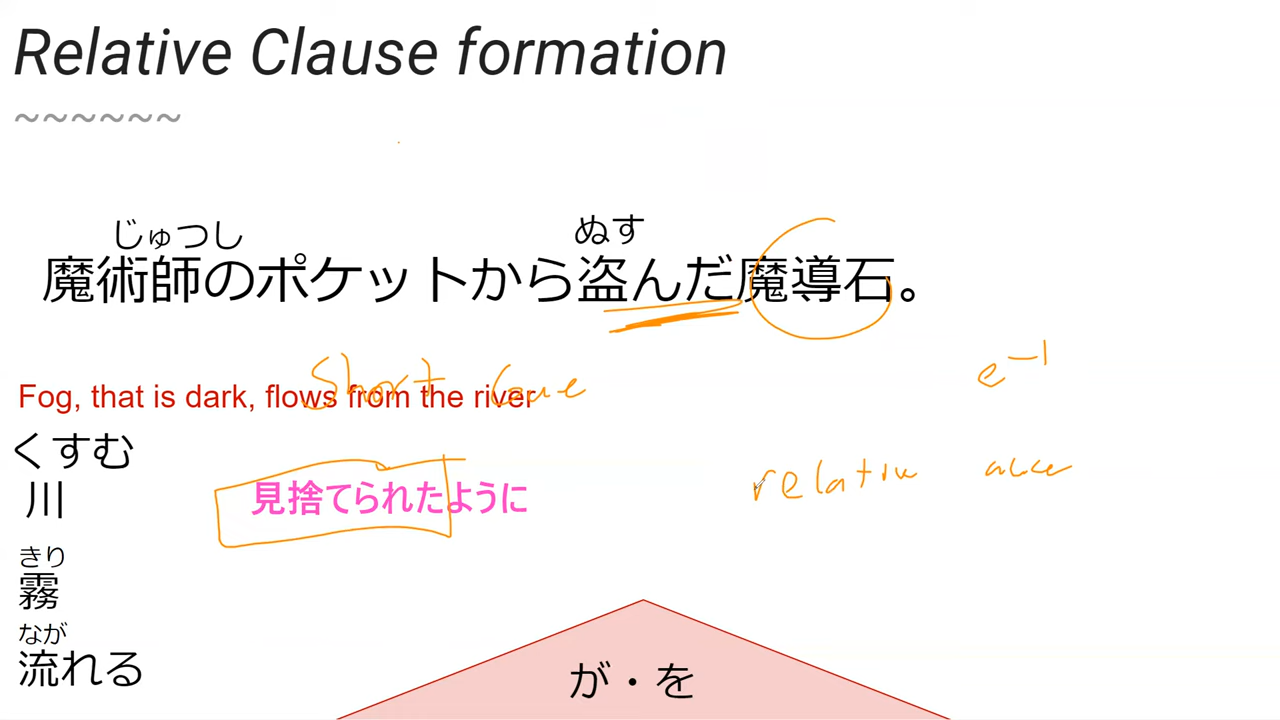 Relative Clause formation
~~~~~~
じゅつし ぬす
魔術師のポケットから盗んだ魔導石。
Fog, that is dark, flows from the river
Short
e⁻¹
くすむ
川
見捨てられたように
relative
きり
霧
なが
流れる
が・を